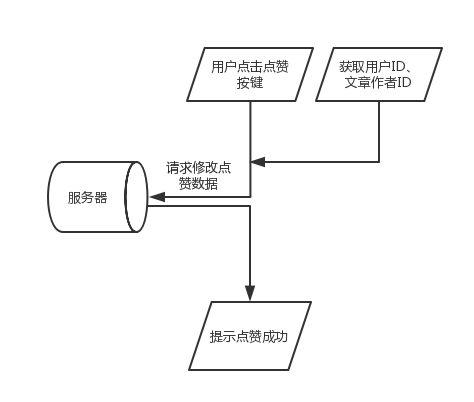 用户点击点赞
按键
获取用户ID、
文章作者ID
请求修改点
赞数据
服务器
提示点赞成功